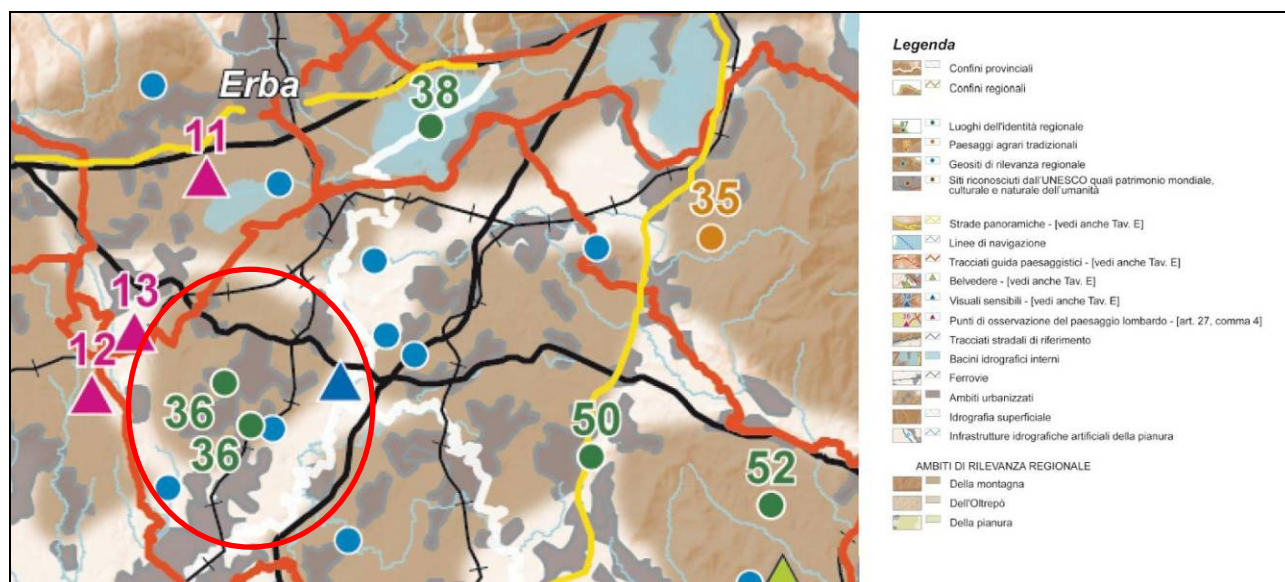 Erba
38
11
35
13
12
36
36
50
52
Legenda
Confini provinciali
Confini regionali
Luoghi dell'identità regionale
Paesaggi agrari tradizionali
Geositi di rilevanza regionale
Siti riconosciuti dall'UNESCO quali patrimonio mondiale,
culturale e naturale dell'umanità
Strade panoramiche - [vedi anche Tav. E]
Linee di navigazione
Tracciati guida paesaggistici - [vedi anche Tav. E]
Belvedere - [vedi anche Tav. E]
Visuali sensibili - [vedi anche Tav. E]
Punti di osservazione del paesaggio lombardo - [art. 27, comma 4]
Tracciati stradali di riferimento
Bacini idrografici interni
Ferrovie
Ambiti urbanizzati
Idrografia superficiale
Infrastrutture idrografiche artificiali della pianura
AMBITI DI RILEVANZA REGIONALE
Della montagna
Dell'Oltrepò
Della pianura